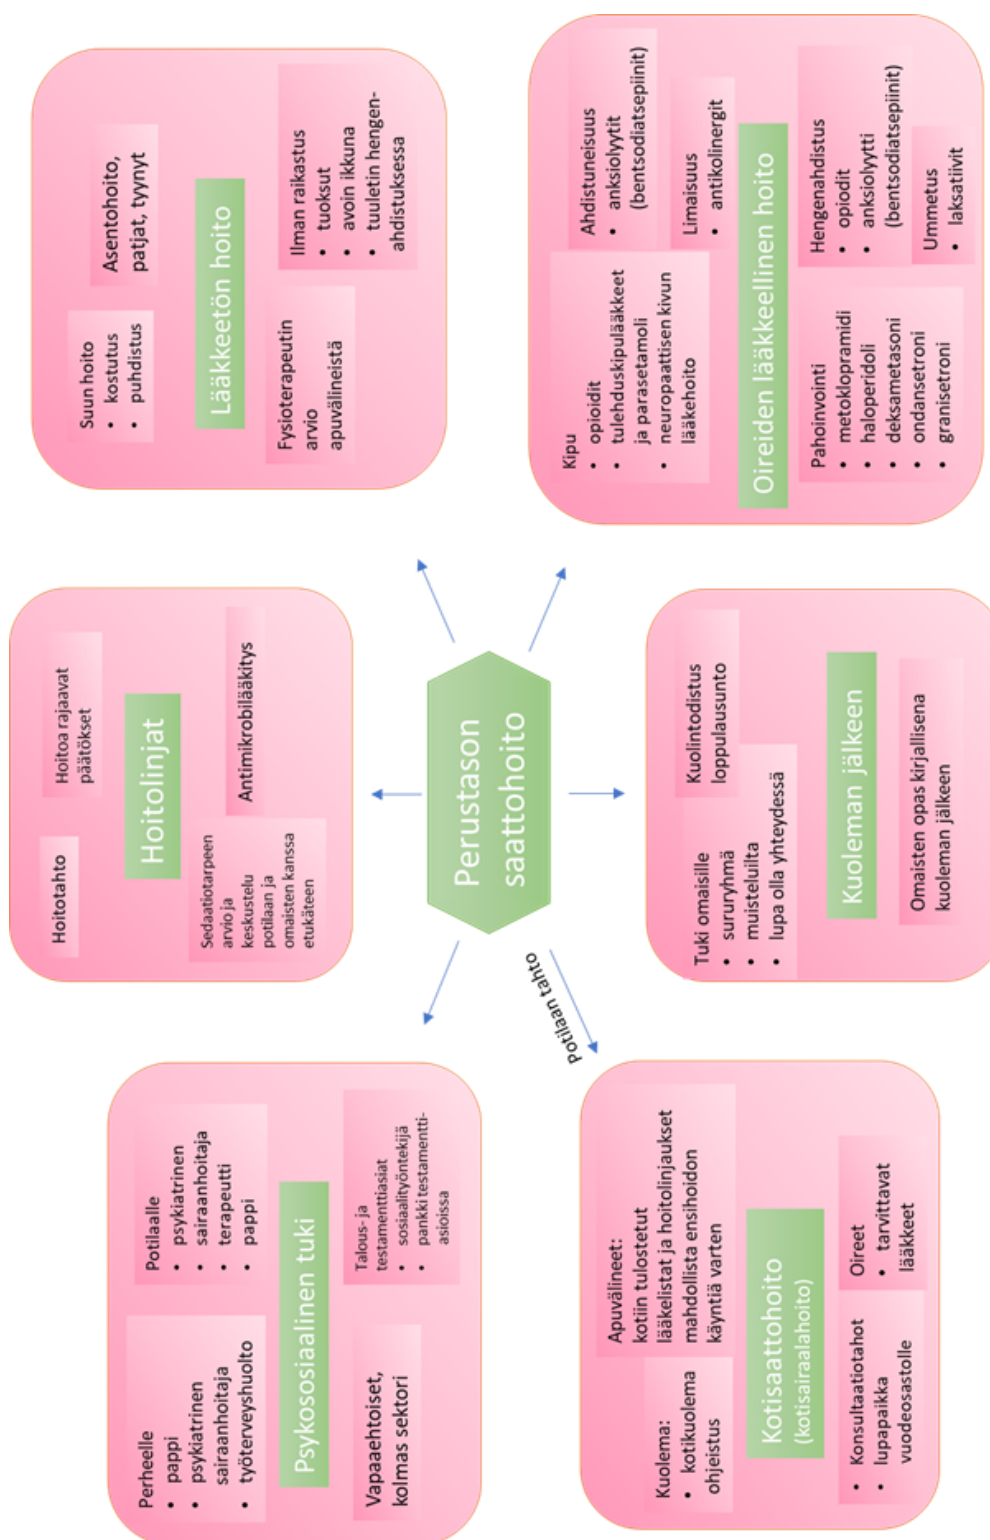 Perustason
saattohoito
Potilaan tahto
Perheelle
• pappi
• psykiatrinen
sairaanhoitaja
• työterveyshuolto
Potilaalle
• psykiatrinen
• sairaanhoitaja
• terapeutti
• pappi
Psykososiaalinen tuki
Vapaaehtoiset,
kolmas sektori
Talous- ja
testamenttiasiat
• sosiaalityöntekijä
• pankki testamentti-
asioissa
Hoitotahto
Hoitoa rajaavat
päätökset
Hoitolinjat
Sedaatiotarpeen
arvio ja
keskustelu
potilaan ja
omaisten kanssa
etukäteen
Antimikrobilääkitys
Suun hoito
• kostutus
• puhdistus
Asentohoito,
patjat, tyynyt
Lääkkeetön hoito
Fysioterapeutin
arvio
apuvälineistä
Ilman raikastus
• tuoksut
• avoin ikkuna
• tuuletin hengen-
ahdistuksessa
Kuolema:
• kotikuolema
ohjeistus
Apuvälineet:
kotiin tulostetut
lääkelistat ja hoitolinjaukset
mahdollista ensihoidon
käyntiä varten
Kotisaattohoito
(kotisairaalahoito)
• Konsultaatiotahot
• lupapaikka
vuodeosastolle
Oireet
• tarvittavat
lääkkeet
Tuki omaisille
• sururyhmä
• muisteluilta
• lupa olla yhteydessä
Kuolintodistus
loppulausunto
Kuoleman jälkeen
Omaisten opas kirjallisena
kuoleman jälkeen
Kipu
• opioidit
• tulehduskipulääkkeet
ja parasetamoli
• neuropaattisen kivun
lääkehoito
Ahdistuneisuus
• anksiolyytit
(bentsodiatsepiinit)
Limaisuus
• antikolinergit
Oireiden lääkkeellinen hoito
Pahoinvointi
• metoklopramidi
• haloperidoli
• deksametasoni
• ondansetroni
• granisetroni
Hengenahdistus
• opiodit
• anksiolyytti
(bentsodiatsepiinit)
Ummetus
• laksatiivit